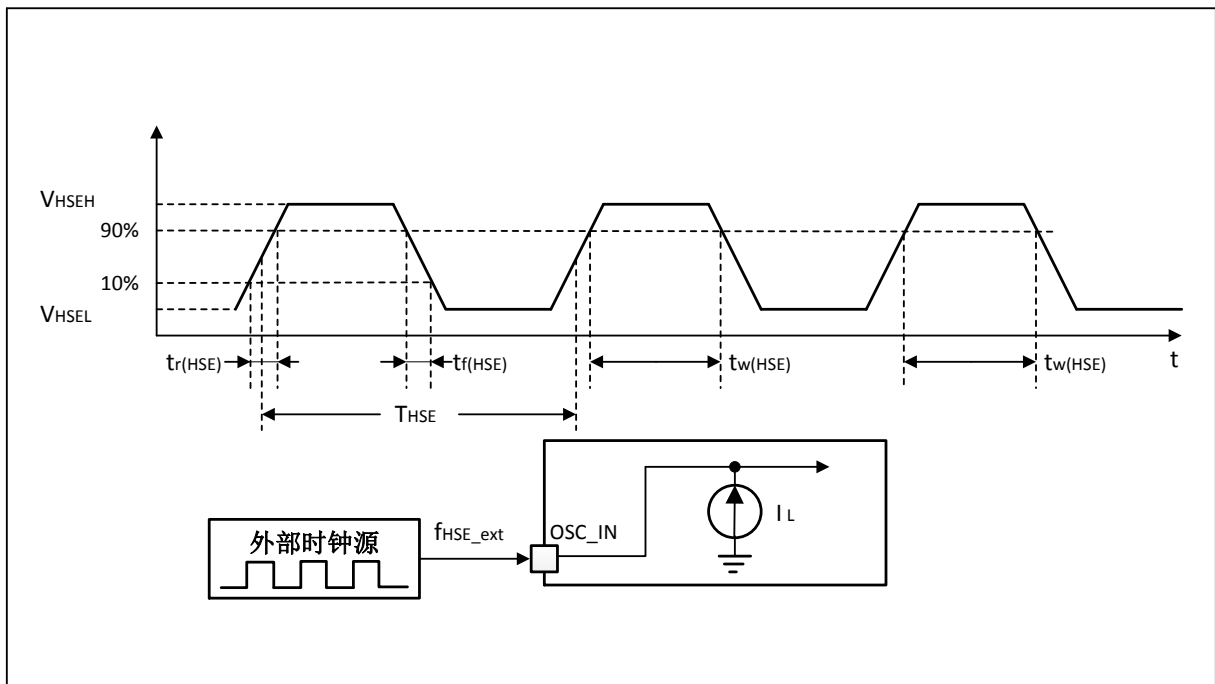 VHSEH
90%
10%
VHSEL
tr(HSE) tf(HSE) tw(HSE) tw(HSE) t
THSE
外部时钟源
fHSE_ext
OSC_IN
IL